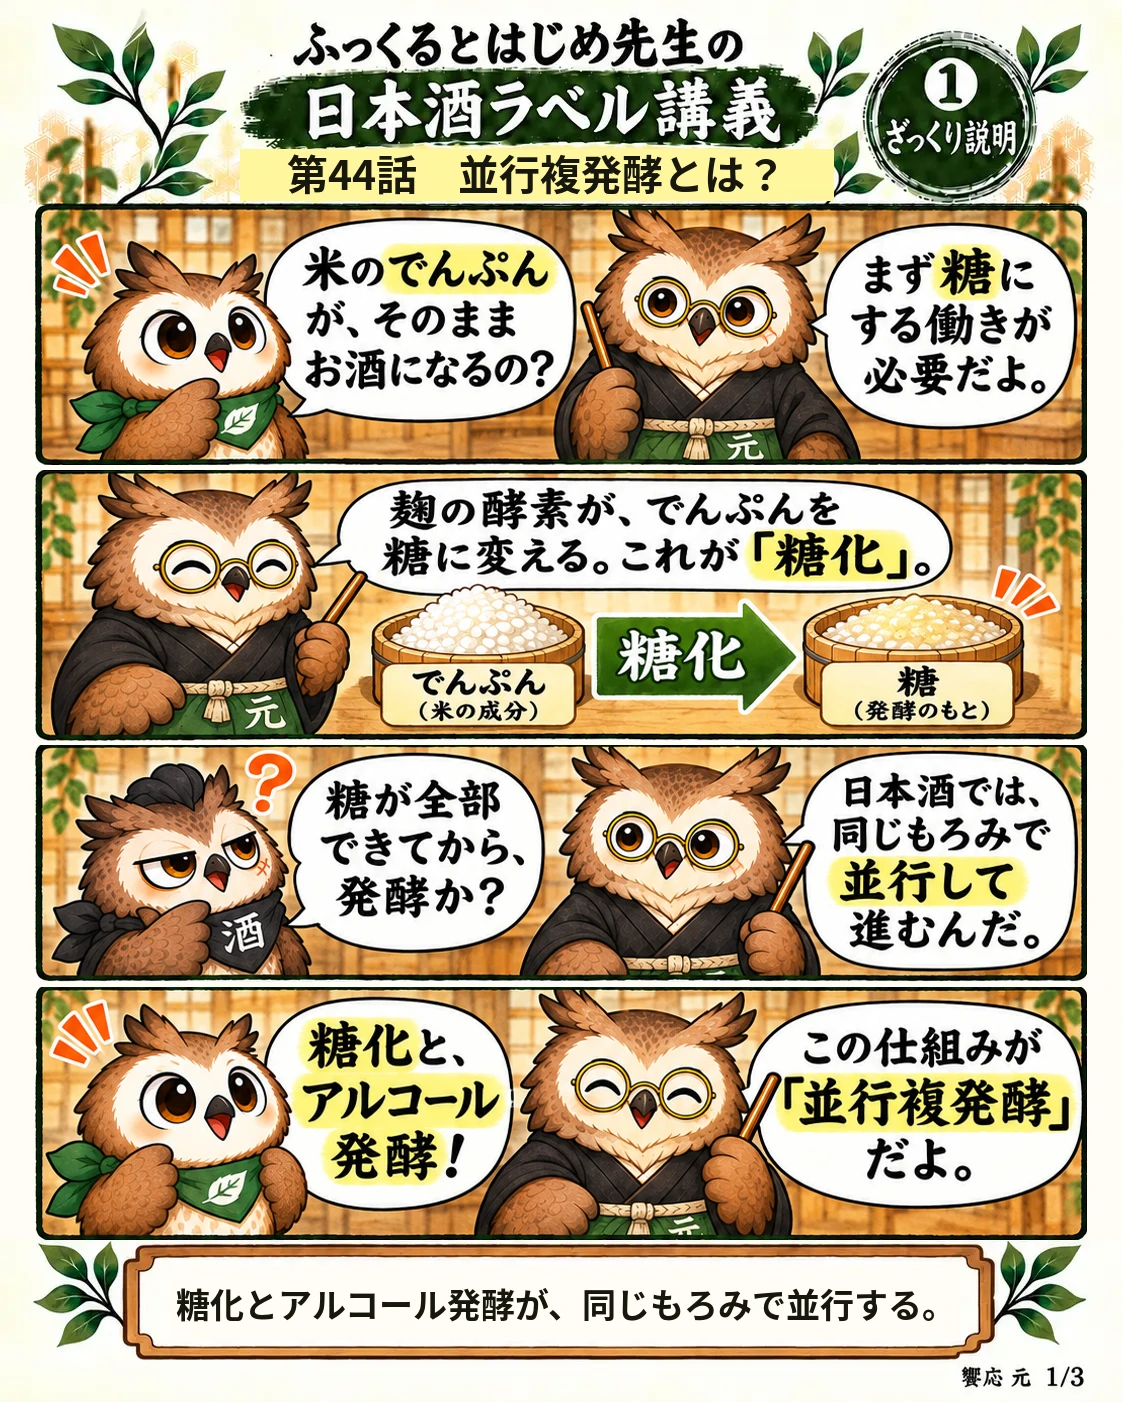 ふっくるとはじめ先生の
日本酒ラベル講義
1
ざっくり説明
第44話　並行複発酵とは？
米のでんぷん
が、そのまま
お酒になるの？
まず糖に
する働きが
必要だよ。
元
麹の酵素が、でんぷんを
糖に変える。これが「糖化」。
元
でんぷん
（米の成分）
糖化
糖
（発酵のもと）
?
糖が全部
できてから、
発酵か？
酒
日本酒では、
同じもろみで
並行して
進むんだ。
糖化と、
アルコール
発酵！
この仕組みが
「並行複発酵」
だよ。
元
糖化とアルコール発酵が、同じもろみで並行する。
饗応 元 1/3